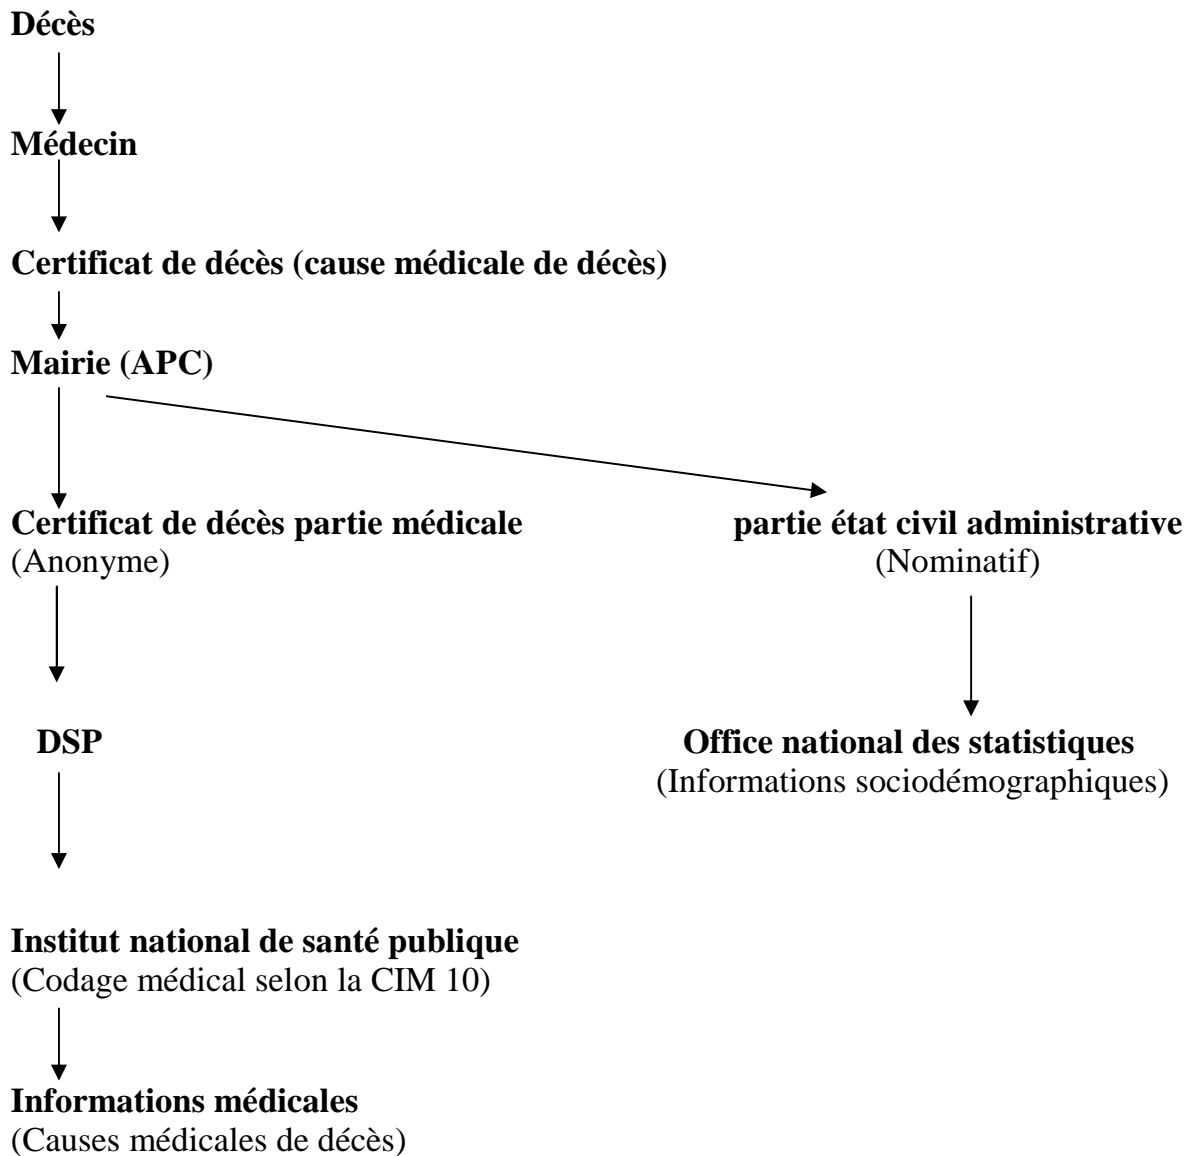 Décès
Médecin
Certificat de décès (cause médicale de décès)
Mairie (APC)
Certificat de décès partie médicale
(Anonyme)
partie état civil administrative
(Nominatif)
DSP
Office national des statistiques
(Informations sociodémographiques)
Institut national de santé publique
(Codage médical selon la CIM 10)
Informations médicales
(Causes médicales de décès)